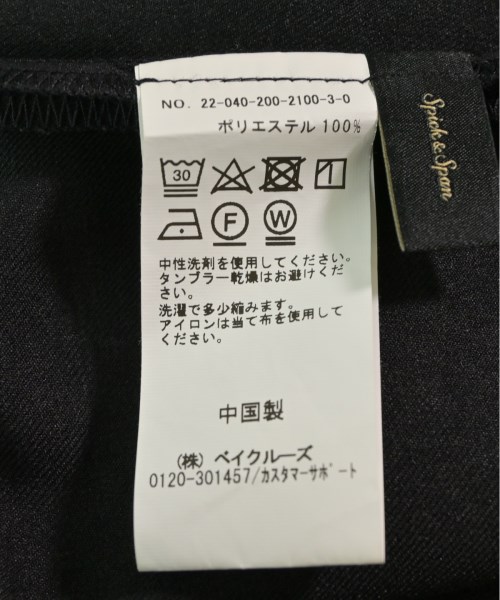 NO. 22-040-200-2100-3-0
ポリエステル 100%
30
F W
中性洗剤を使用してください。
タンブラー乾燥はお避けくだ
さい。
洗濯で多少縮みます。
アイロンは当て布を使用して
ください。
中国製
(株) ベイクルーズ
0120-301457/カスタマーサポート
Spick&Span